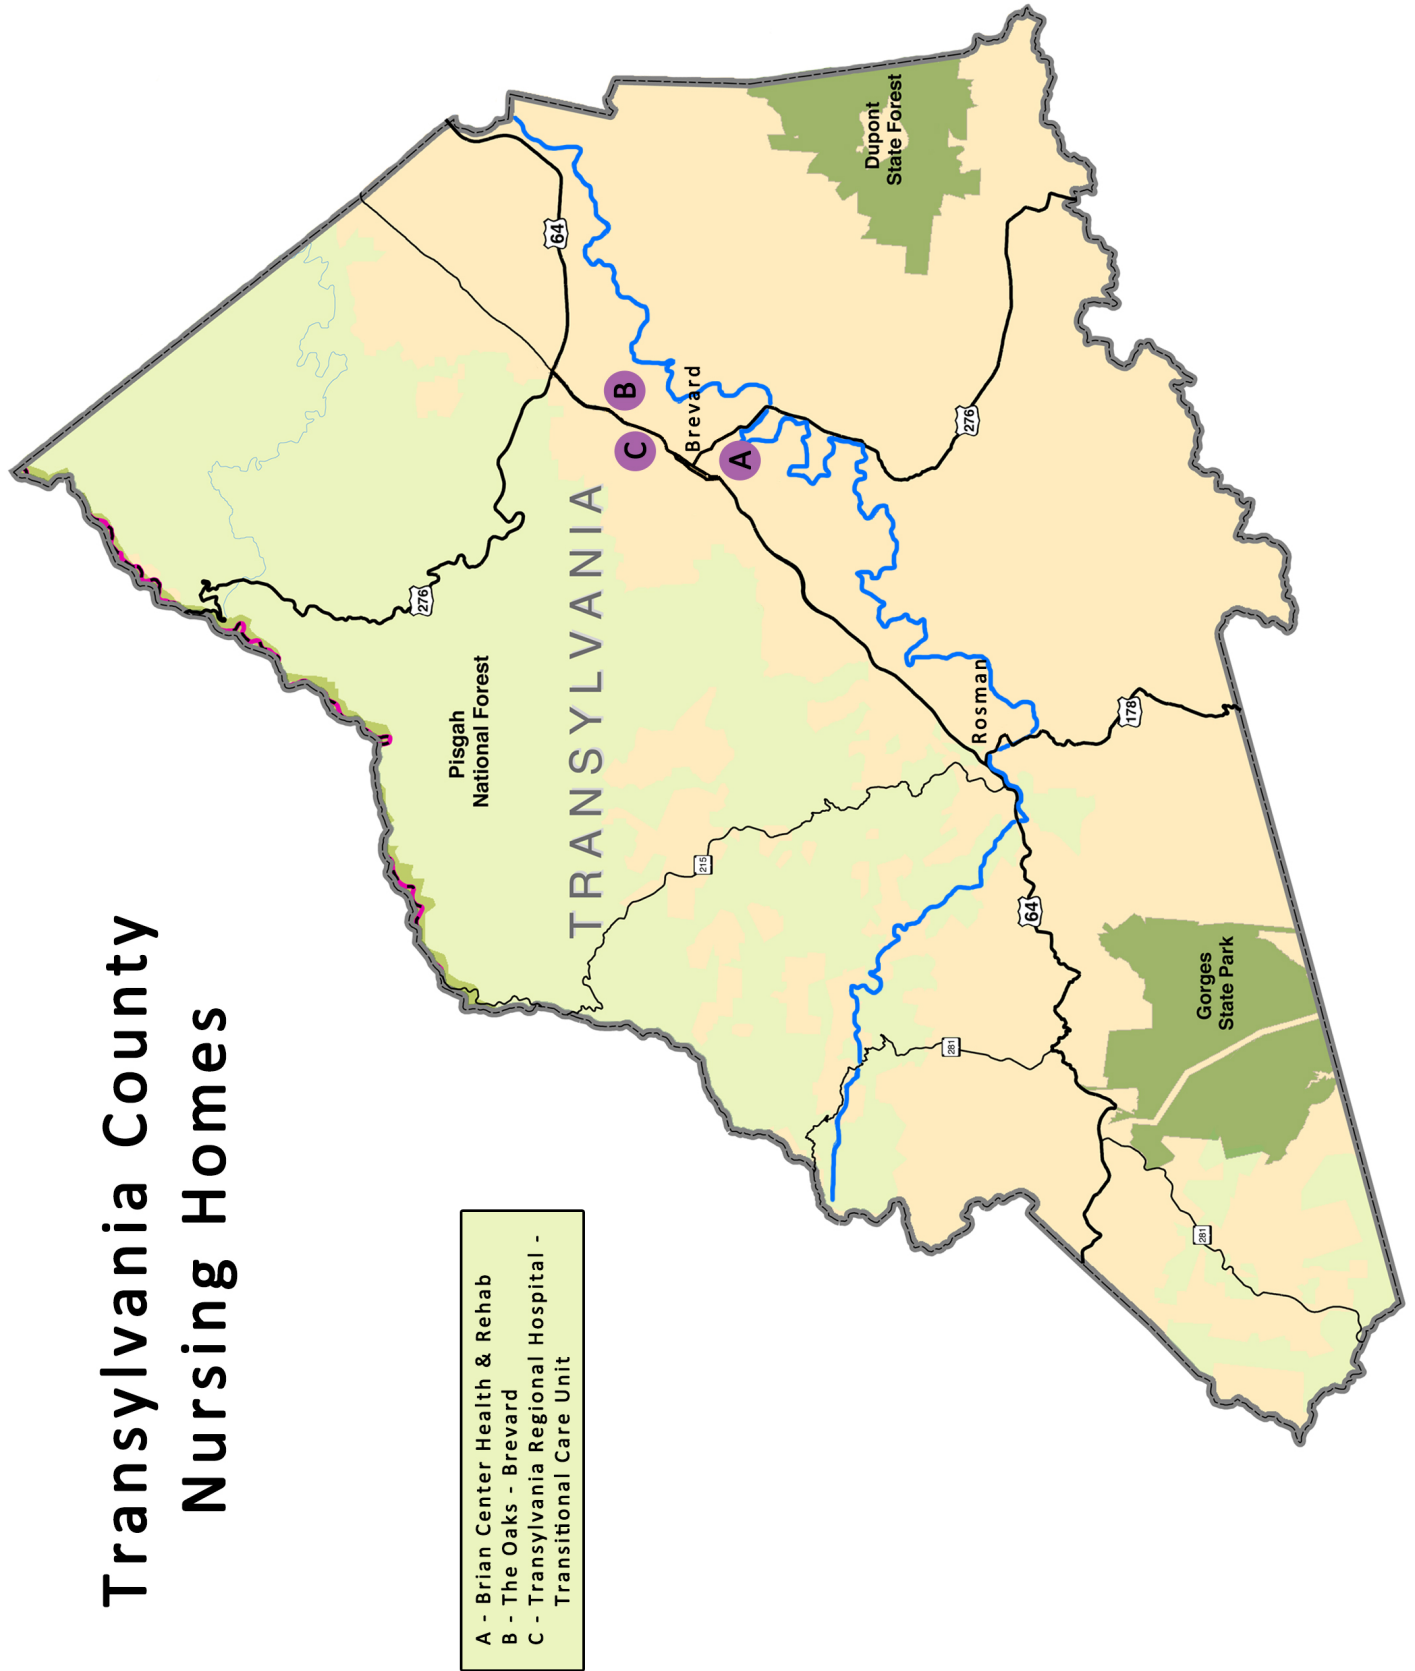 Transylvania County
Nursing Homes
A - Brian Center Health & Rehab
B - The Oaks - Brevard
C - Transylvania Regional Hospital -
Transitional Care Unit
Pisgah
National Forest
TRANSYLVANIA
Dupont
State Forest
Gorges
State Park
Brevard
Rosman
A
B
C
64
276
276
215
64
178
281
281